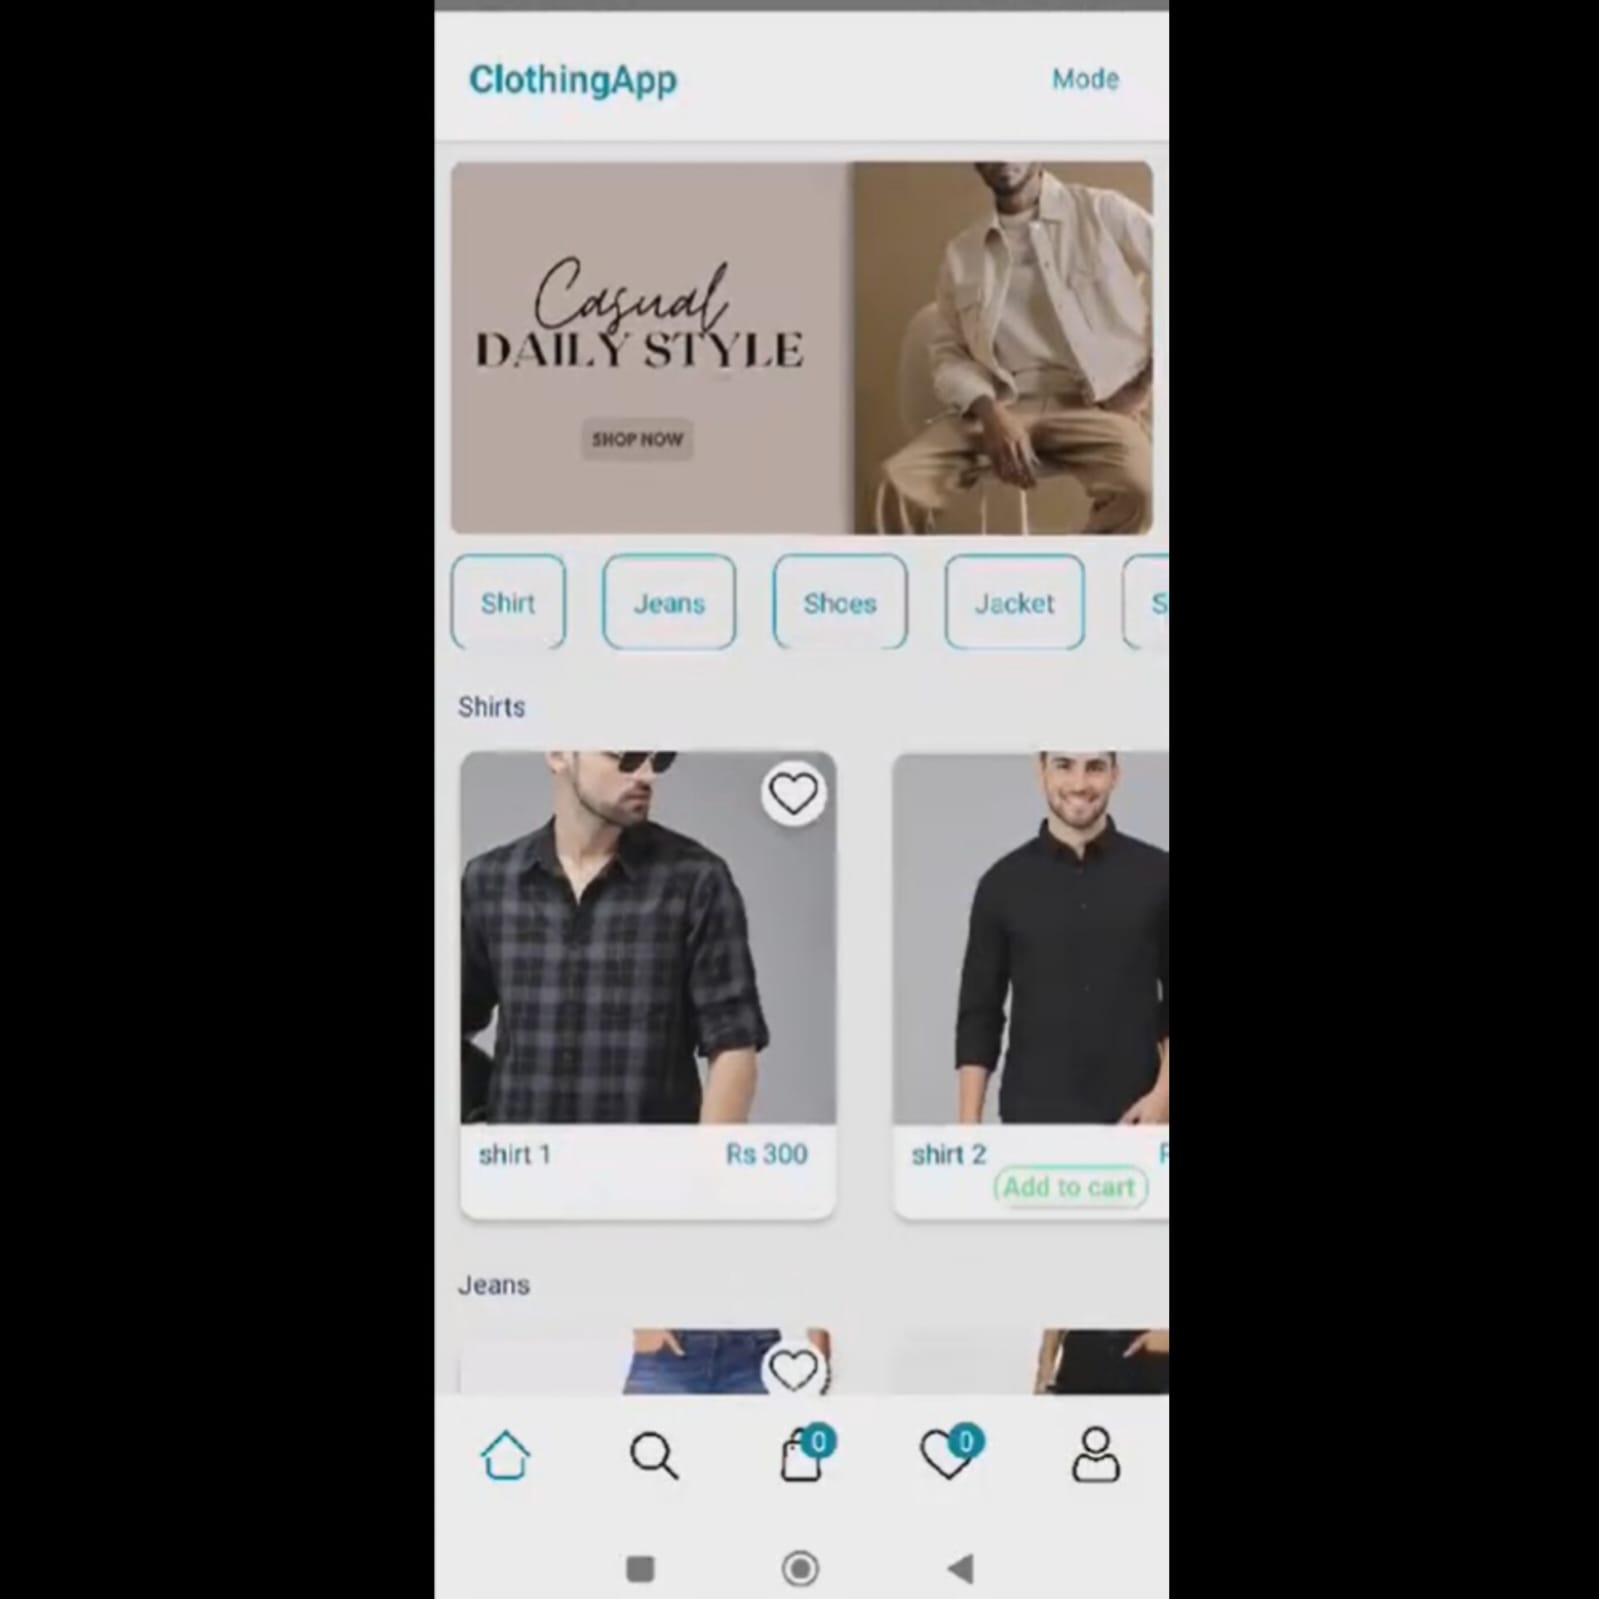 ClothingApp
Mode
Casual
DAILY STYLE
SHOP NOW
Shirt
Jeans
Shoes
Jacket
S
Shirts
shirt 1
Rs 300
shirt 2
Add to cart
Jeans
0
0